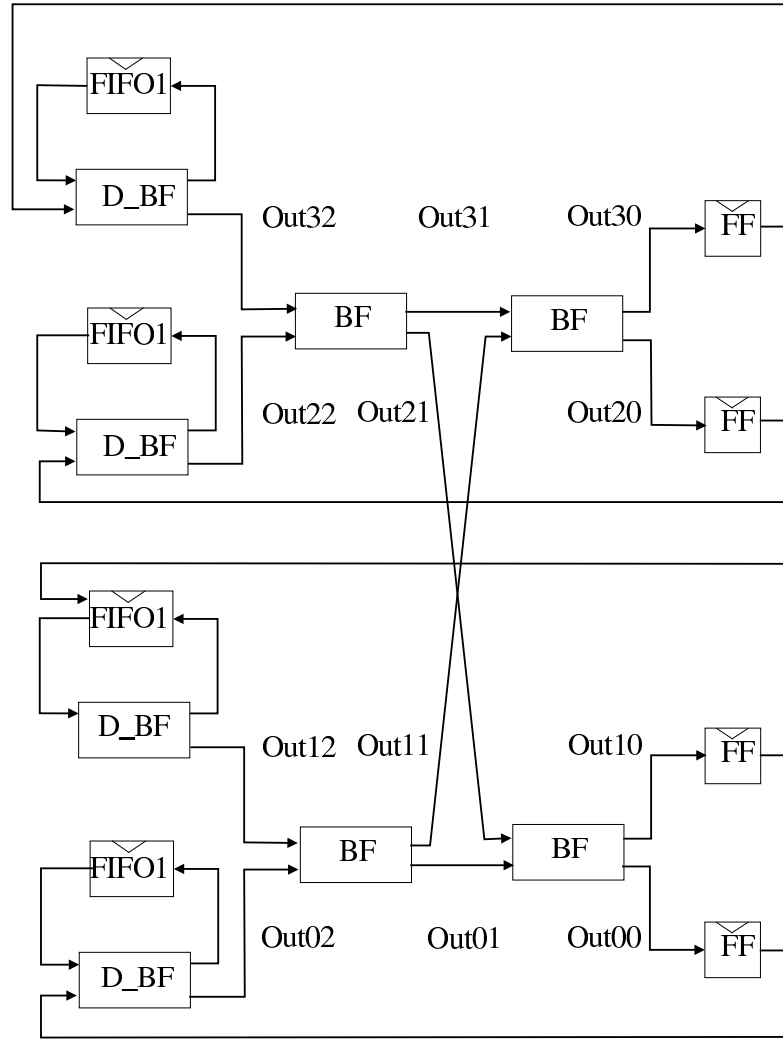 FIFO1
D_BF
Out32
Out31
Out30
FF
FIFO1
BF
BF
D_BF
Out22
Out21
Out20
FF
FIFO1
D_BF
Out12
Out11
Out10
FF
FIFO1
BF
BF
D_BF
Out02
Out01
Out00
FF